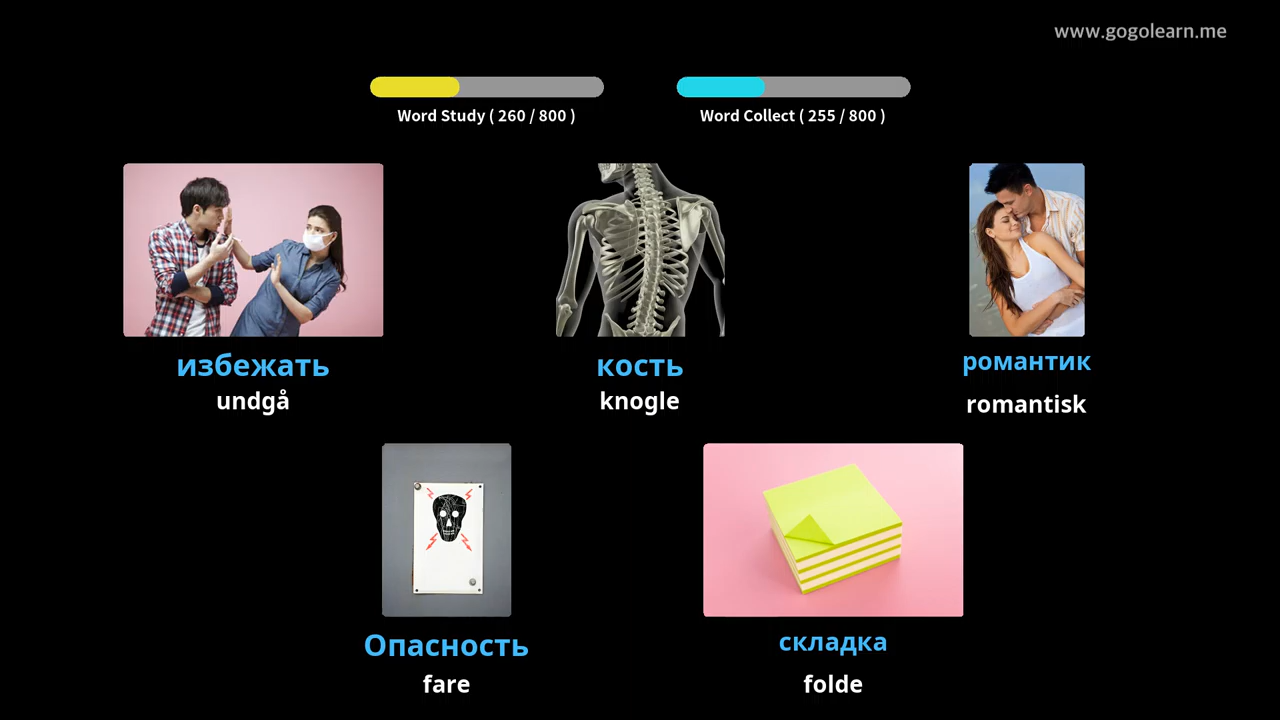 www.gogolearn.me
Word Study ( 260 / 800 )
Word Collect ( 255 / 800 )
избежать
undgå
кость
knogle
романтик
romantisk
Опасность
fare
складка
folde